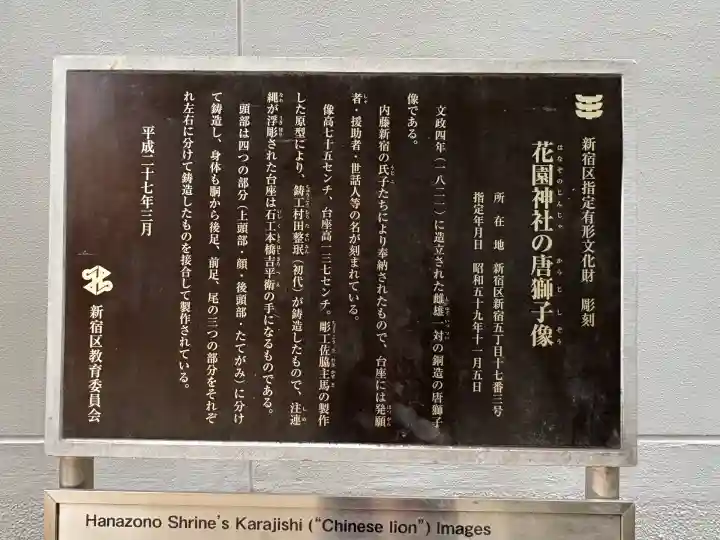 新宿区指定有形文化財　彫刻
花園神社の唐獅子像
所在地　新宿区新宿五丁目十七番三号
指定年月日　昭和五十九年十一月五日
文政四年（一八二一）に造立された雌雄一対の銅造の唐獅子
像である。
内藤新宿の氏子たちにより奉納されたもので、台座には発願
者・援助者・世話人等の名が刻まれている。
像高七十五センチ、台座高一三七センチ。彫工佐脇主馬の製作
した原型により、鋳工村田整珉（初代）が鋳造したもので、注連
縄が浮彫された台座は石工本橋吉平衛の手になるものである。
頭部は四つの部分（上頭部・顔・後頭部・たてがみ）に分け
て鋳造し、身体も胴から後足、前足、尾の三つの部分をそれぞ
れ左右に分けて鋳造したものを接合して製作されている。
平成二十七年三月
新宿区教育委員会
Hanazono Shrine's Karajishi ("Chinese lion") Images